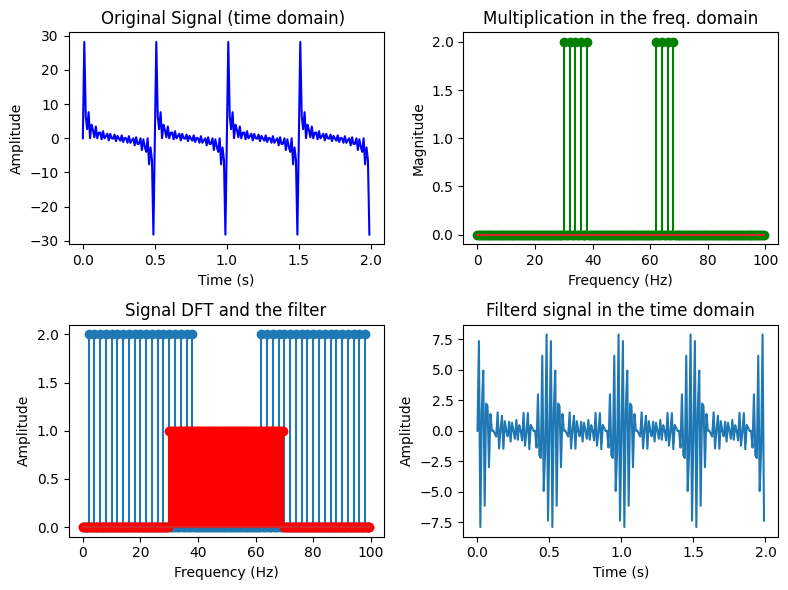 Original Signal (time domain)
Amplitude
30
20
10
0
−10
−20
−30
0.0 0.5 1.0 1.5 2.0
Time (s)
Multiplication in the freq. domain
Magnitude
2.0
1.5
1.0
0.5
0.0
0 20 40 60 80 100
Frequency (Hz)
Signal DFT and the filter
Amplitude
2.0
1.5
1.0
0.5
0.0
0 20 40 60 80 100
Frequency (Hz)
Filterd signal in the time domain
Amplitude
7.5
5.0
2.5
0.0
−2.5
−5.0
−7.5
0.0 0.5 1.0 1.5 2.0
Time (s)